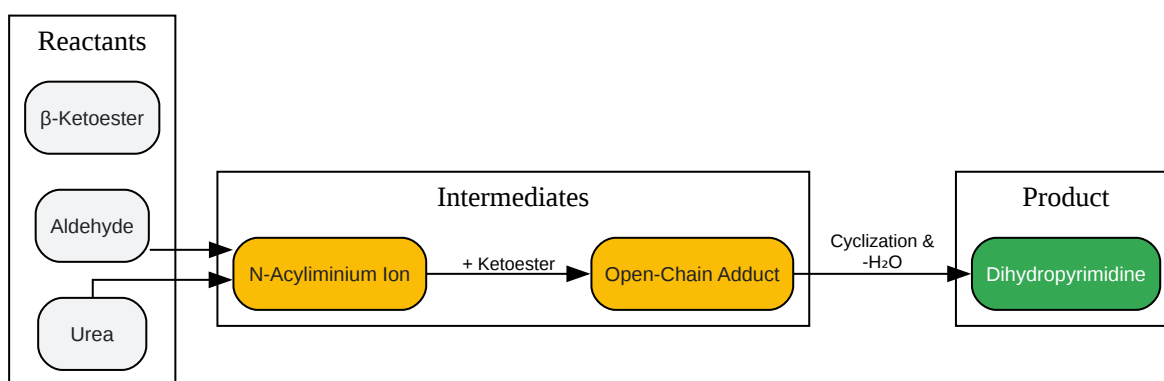 Reactants
β-Ketoester
Aldehyde
Urea
Intermediates
N-Acyliminium Ion
+ Ketoester
Open-Chain Adduct
Cyclization &
-H₂O
Product
Dihydropyrimidine